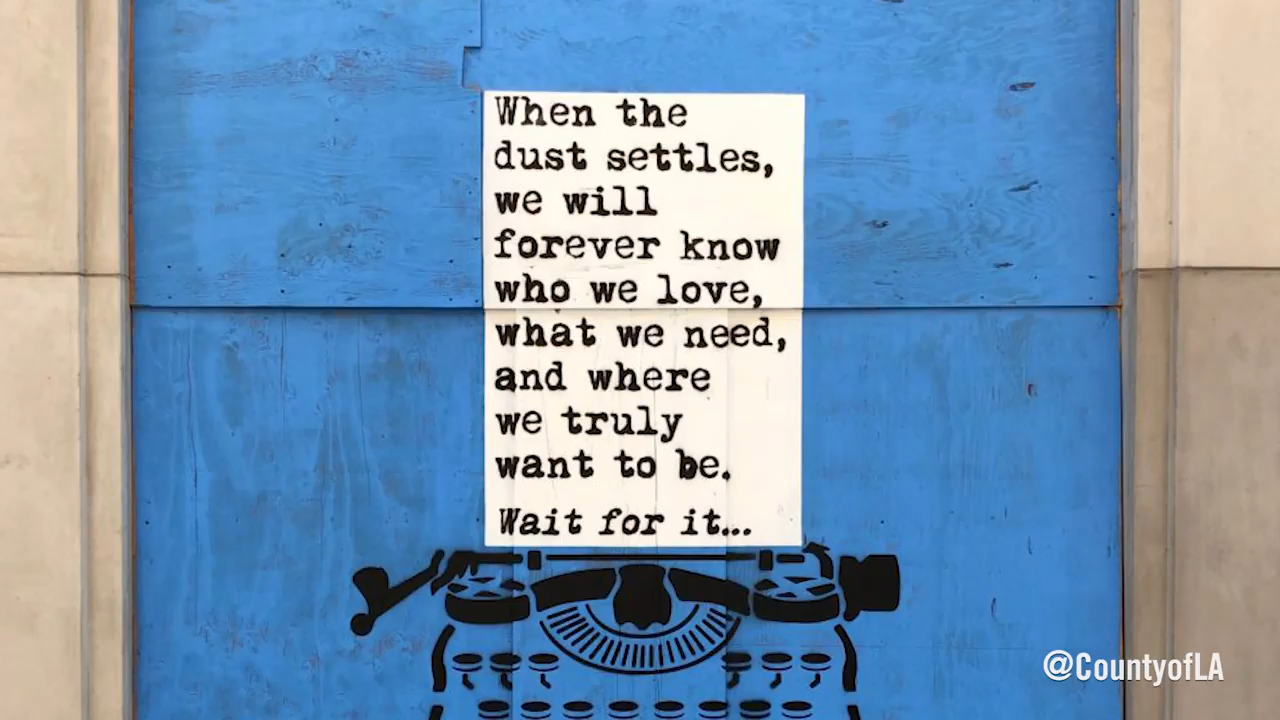 When the
dust settles,
we will
forever know
who we love,
what we need,
and where
we truly
want to be.
Wait for it...
@CountyofLA